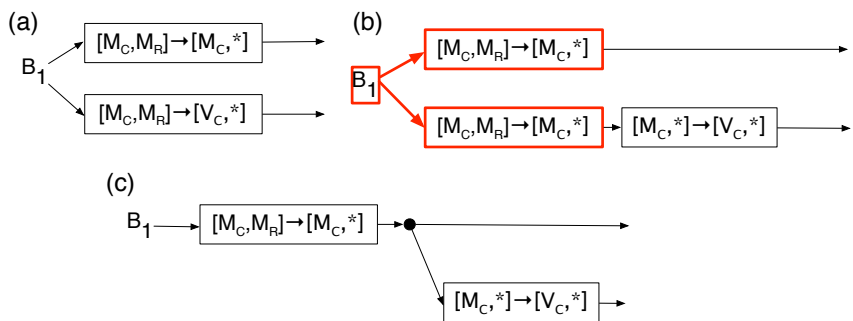 (a)
[M_C,M_R]→[M_C,*]
B_1
[M_C,M_R]→[V_C,*]
(b)
[M_C,M_R]→[M_C,*]
B_1
[M_C,M_R]→[M_C,*]
[M_C,*]→[V_C,*]
(c)
B_1
[M_C,M_R]→[M_C,*]
[M_C,*]→[V_C,*]